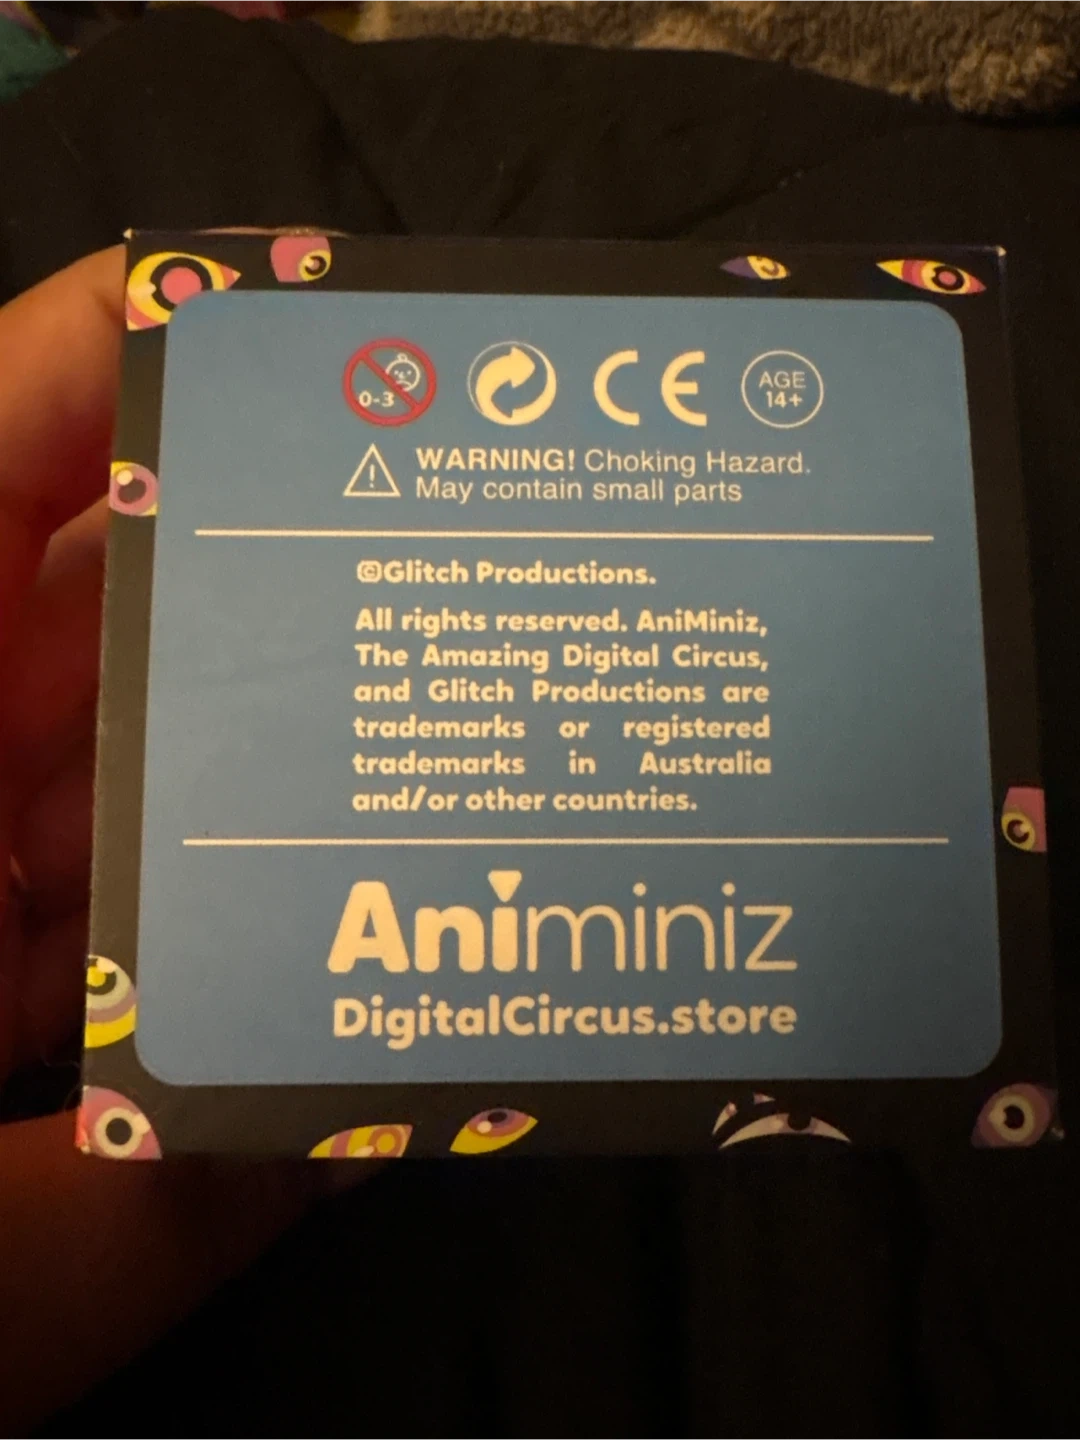 0-3
CE
AGE
14+
WARNING! Choking Hazard.
May contain small parts
©Glitch Productions.
All rights reserved. AniMiniz,
The Amazing Digital Circus,
and Glitch Productions are
trademarks or registered
trademarks in Australia
and/or other countries.
Animiniz
DigitalCircus.store